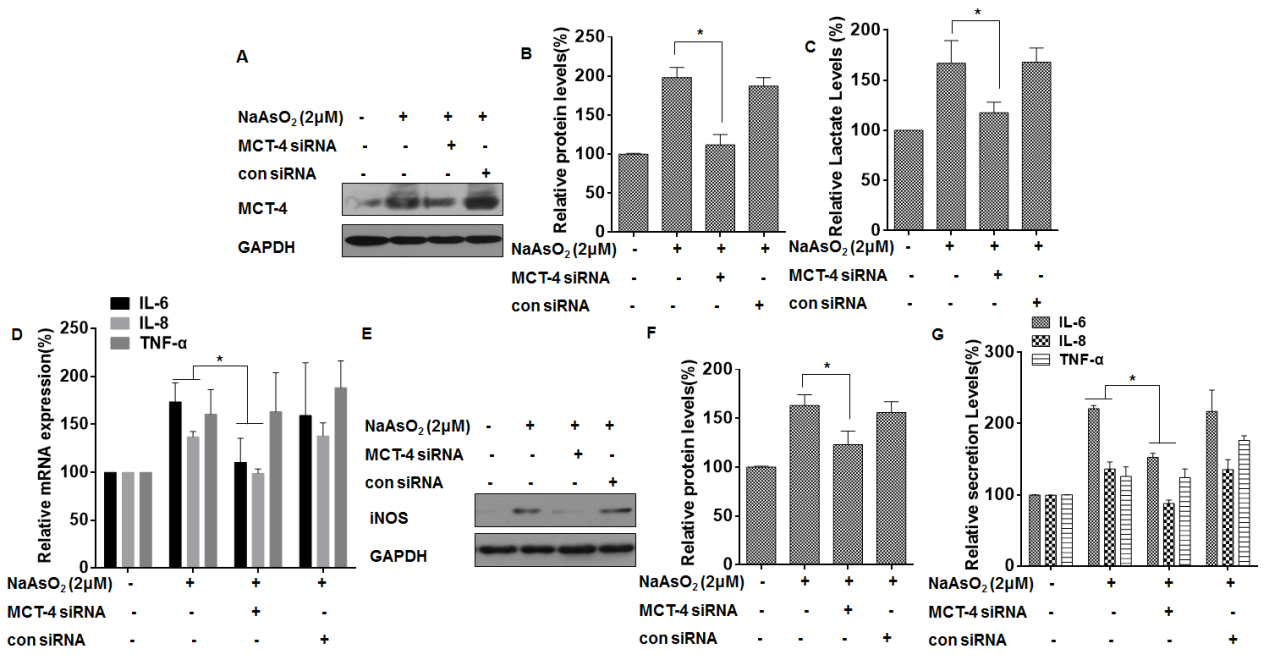 A
NaAsO₂ (2μM) - + + +
MCT-4 siRNA - - + -
con siRNA - - - +
MCT-4
GAPDH
B
Relative protein levels(%)
250
200
150
100
50
0
*
NaAsO₂ (2μM) - + + +
MCT-4 siRNA - - + -
con siRNA - - - +
C
Relative Lactate Levels (%)
200
150
100
50
0
*
NaAsO₂ (2μM) - + + +
MCT-4 siRNA - - + -
con siRNA - - - +
D
IL-6
IL-8
TNF-α
Relative mRNA expression(%)
250
200
150
100
50
0
*
NaAsO₂ (2μM) - + + +
MCT-4 siRNA - - + -
con siRNA - - - +
E
NaAsO₂ (2μM) - + + +
MCT-4 siRNA - - + -
con siRNA - - - +
iNOS
GAPDH
F
Relative protein levels(%)
200
150
100
50
0
*
NaAsO₂ (2μM) - + + +
MCT-4 siRNA - - + -
con siRNA - - - +
G
IL-6
IL-8
TNF-α
Relative secretion Levels(%)
300
200
100
0
*
NaAsO₂ (2μM) - + + +
MCT-4 siRNA - - + -
con siRNA - - - +